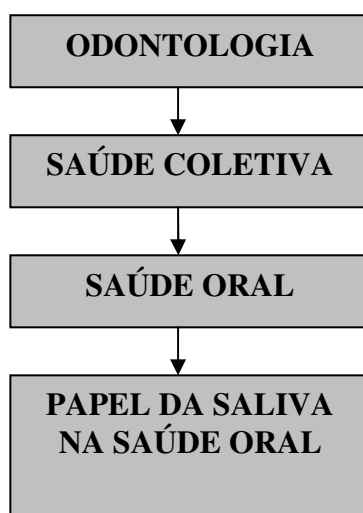 ODONTOLOGIA
SAÚDE COLETIVA
SAÚDE ORAL
PAPEL DA SALIVA
NA SAÚDE ORAL